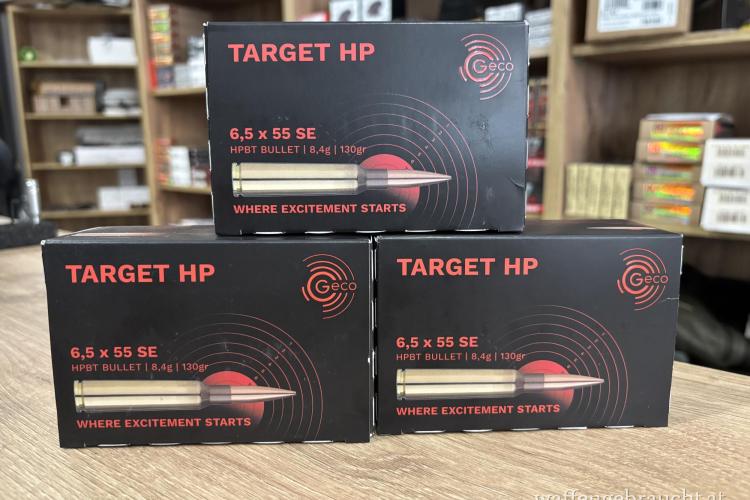 TARGET HP
Geco
6,5 x 55 SE
HPBT BULLET | 8,4g | 130gr
WHERE EXCITEMENT STARTS
TARGET HP
Geco
6,5 x 55 SE
HPBT BULLET | 8,4g | 130gr
WHERE EXCITEMENT STARTS
TARGET HP
Geco
6,5 x 55 SE
HPBT BULLET | 8,4g | 130gr
WHERE EXCITEMENT STARTS
waffengebraucht.at